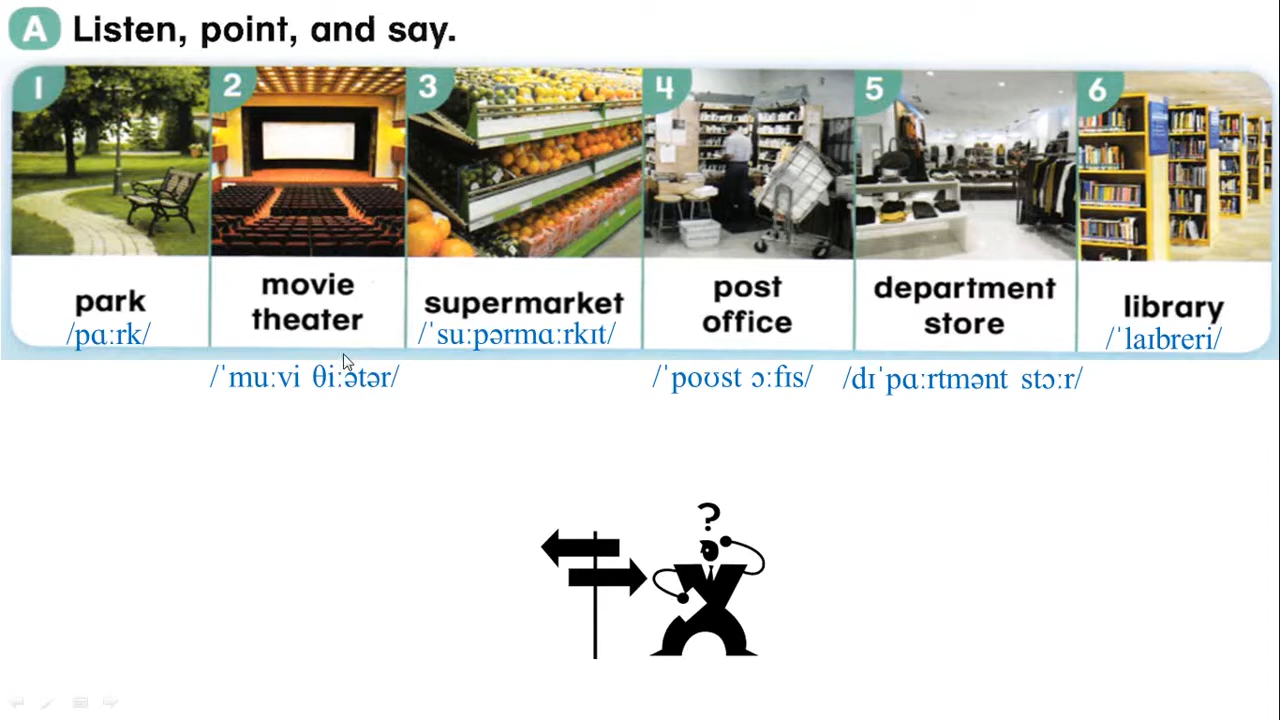 A Listen, point, and say.
1 2 3 4 5 6
park
movie
theater
supermarket
post
office
department
store
library
/pɑːrk/
/ˈmuːvi θiːətər/
/ˈsuːpərmɑːrkɪt/
/ˈpoʊst ɔːfɪs/
/dɪˈpɑːrtmənt stɔːr/
/ˈlaɪbreri/
?